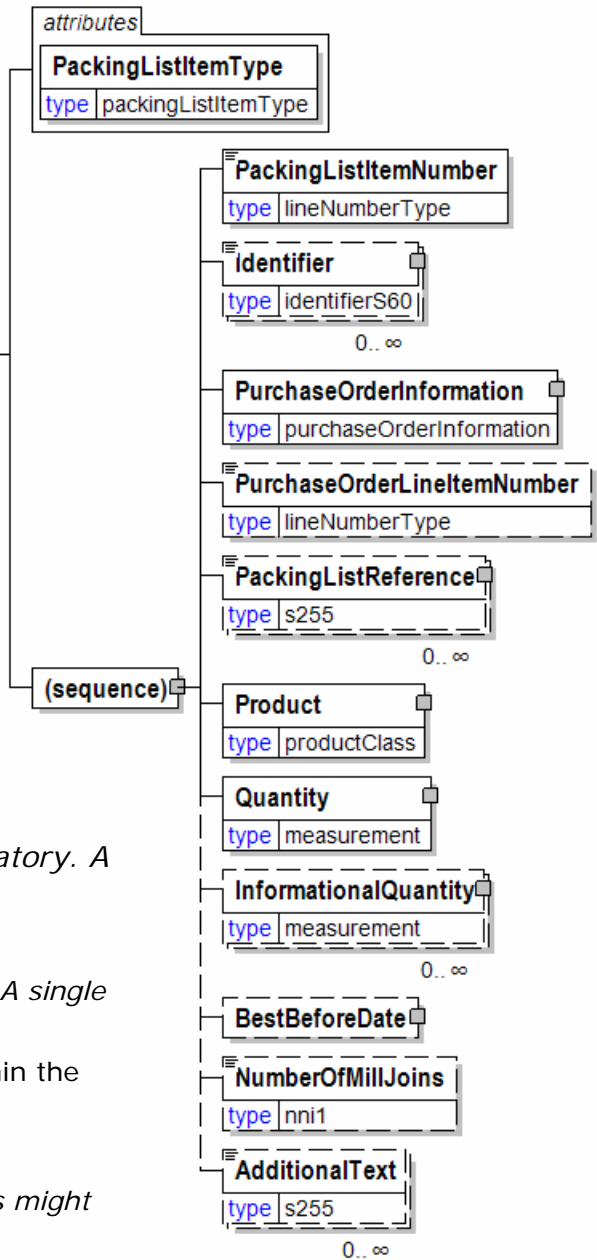 attributes
PackingListItemType
type packingListItemType
PackingListItemNumber
type lineNumberType
Identifier
type identifierS60
0.. ∞
PurchaseOrderInformation
type purchaseOrderInformation
PurchaseOrderLineItemNumber
type lineNumberType
PackingListReference
type s255
0.. ∞
(sequence)
Product
type productClass
Quantity
type measurement
atory. A
InformationalQuantity
type measurement
0.. ∞
A single
BestBeforeDate
in the
NumberOfMillJoins
type nni1
AdditionalText
s might
type s255
0.. ∞